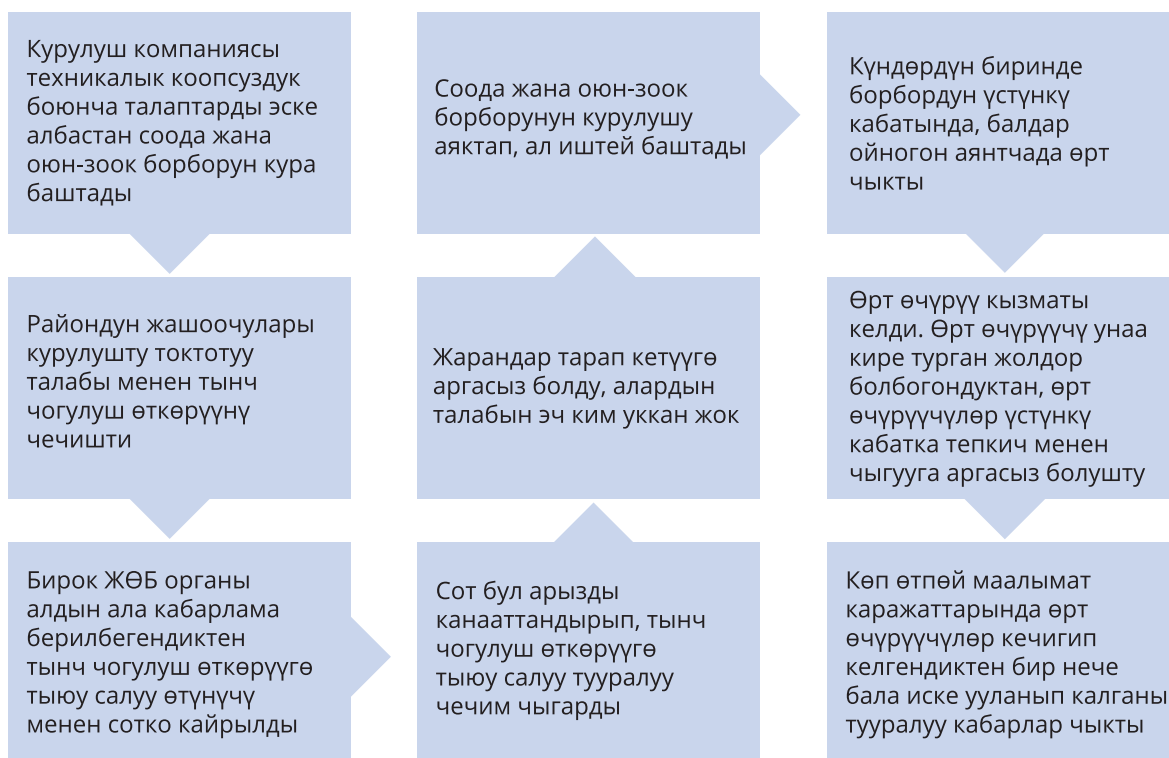 Курулуш компаниясы
техникалык коопсуздук
боюнча талаптарды эске
албастан соода жана
оюн-зоок борборун кура
баштады
Райондун жашоочулары
курулушту токтотуу
талабы менен тынч
чогулуш өткөрүүнү
чечишти
Бирок ЖӨБ органы
алдын ала кабарлама
берилбегендиктен
тынч чогулуш өткөрүүгө
тыюу салуу өтүнүчү
менен сотко кайрылды
Сот бул арызды
канааттандырып, тынч
чогулуш өткөрүүгө
тыюу салуу тууралуу
чечим чыгарды
Жарандар тарап кетүүгө
аргасыз болду, алардын
талабын эч ким уккан жок
Соода жана оюн-зоок
борборунун курулушу
аяктап, ал иштей баштады
Күндөрдүн биринде
борбордун үстүнкү
кабатында, балдар
ойногон аянтчада өрт
чыкты
Өрт өчүрүү кызматы
келди. Өрт өчүрүүчү унаа
кире турган жолдор
болбогондуктан, өрт
өчүрүүчүлөр үстүнкү
кабатка тепкич менен
чыгууга аргасыз болушту
Көп өтпөй маалымат
каражаттарында өрт
өчүрүүчүлөр кечигип
келгендиктен бир нече
бала иске ууланып калганы
тууралуу кабарлар чыкты